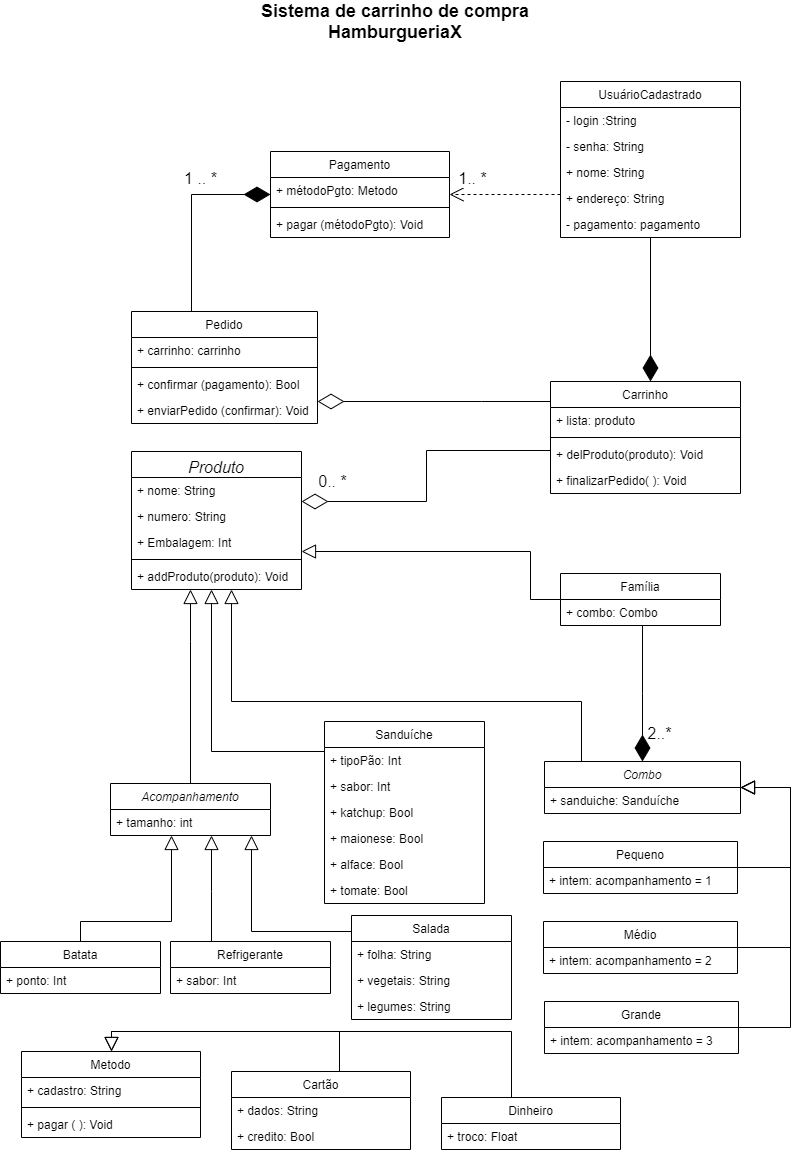 Sistema de carrinho de compra
HamburgueriaX
UsuárioCadastrado
- login :String
- senha: String
+ nome: String
+ endereço: String
- pagamento: pagamento
Pagamento
+ métodoPgto: Metodo
+ pagar (métodoPgto): Void
1 .. *
1.. *
Pedido
+ carrinho: carrinho
+ confirmar (pagamento): Bool
+ enviarPedido (confirmar): Void
Carrinho
+ lista: produto
+ delProduto(produto): Void
+ finalizarPedido( ): Void
Produto
+ nome: String
+ numero: String
+ Embalagem: Int
+ addProduto(produto): Void
0.. *
Família
+ combo: Combo
2..*
Combo
+ sanduiche: Sanduíche
Sanduíche
+ tipoPão: Int
+ sabor: Int
+ katchup: Bool
+ maionese: Bool
+ alface: Bool
+ tomate: Bool
Acompanhamento
+ tamanho: int
Pequeno
+ intem: acompanhamento = 1
Médio
+ intem: acompanhamento = 2
Grande
+ intem: acompanhamento = 3
Batata
+ ponto: Int
Refrigerante
+ sabor: Int
Salada
+ folha: String
+ vegetais: String
+ legumes: String
Metodo
+ cadastro: String
+ pagar ( ): Void
Cartão
+ dados: String
+ credito: Bool
Dinheiro
+ troco: Float